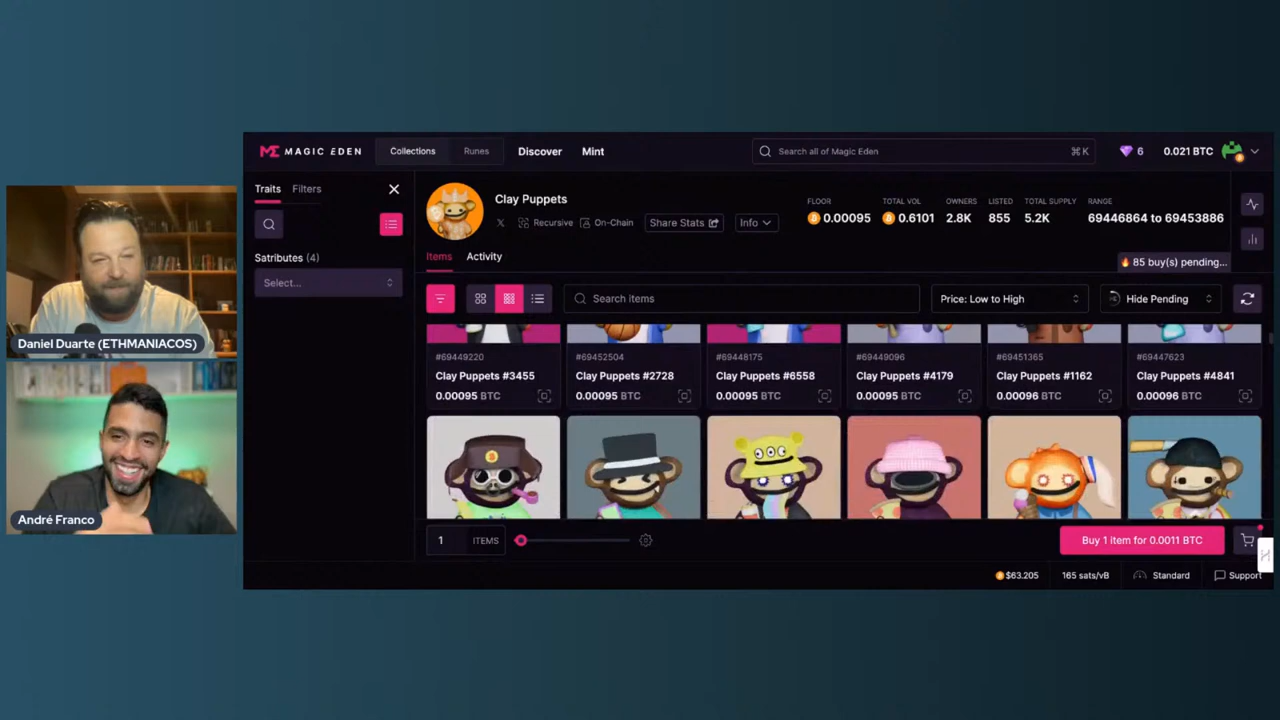 MAGIC EDEN
Collections
Runes
Discover
Mint
Search all of Magic Eden
⌘K
6
0.021 BTC
Traits
Filters
Satributes (4)
Select...
Clay Puppets
Recursive
On-Chain
Share Stats
Info
FLOOR
0.00095
TOTAL VOL
0.6101
OWNERS
2.8K
LISTED
855
TOTAL SUPPLY
5.2K
RANGE
69446864 to 69453886
Items
Activity
85 buy(s) pending...
Search items
Price: Low to High
Hide Pending
#69449220
Clay Puppets #3455
0.00095 BTC
#69452504
Clay Puppets #2728
0.00095 BTC
#69448175
Clay Puppets #6558
0.00095 BTC
#69449096
Clay Puppets #4179
0.00095 BTC
#69451365
Clay Puppets #1162
0.00096 BTC
#69447623
Clay Puppets #4841
0.00096 BTC
1
ITEMS
Buy 1 item for 0.0011 BTC
$63.205
165 sats/vB
Standard
Support
Daniel Duarte (ETHMANIACOS)
André Franco